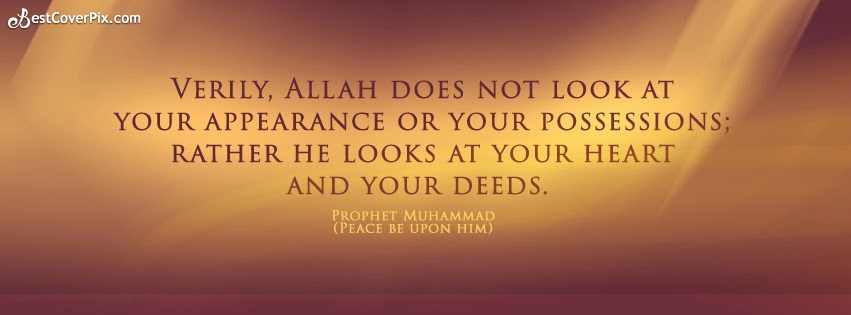 BestCoverPix.com
Verily, Allah does not look at
your appearance or your possessions;
rather he looks at your heart
and your deeds.
Prophet Muhammad
(Peace be upon him)